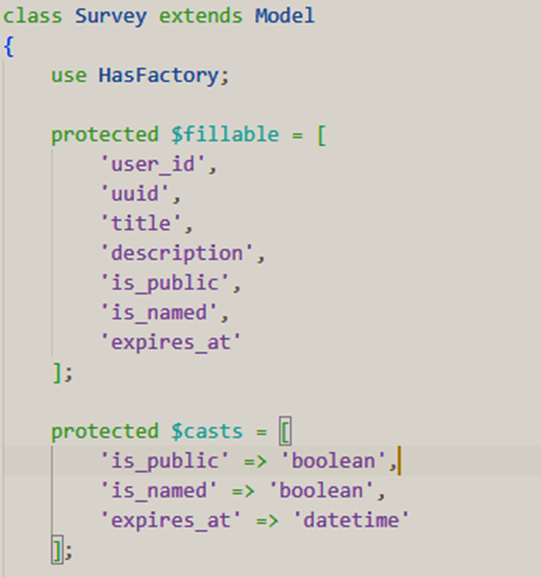 class Survey extends Model
{
    use HasFactory;

    protected $fillable = [
        'user_id',
        'uuid',
        'title',
        'description',
        'is_public',
        'is_named',
        'expires_at'
    ];

    protected $casts = [
        'is_public' => 'boolean',
        'is_named' => 'boolean',
        'expires_at' => 'datetime'
    ];